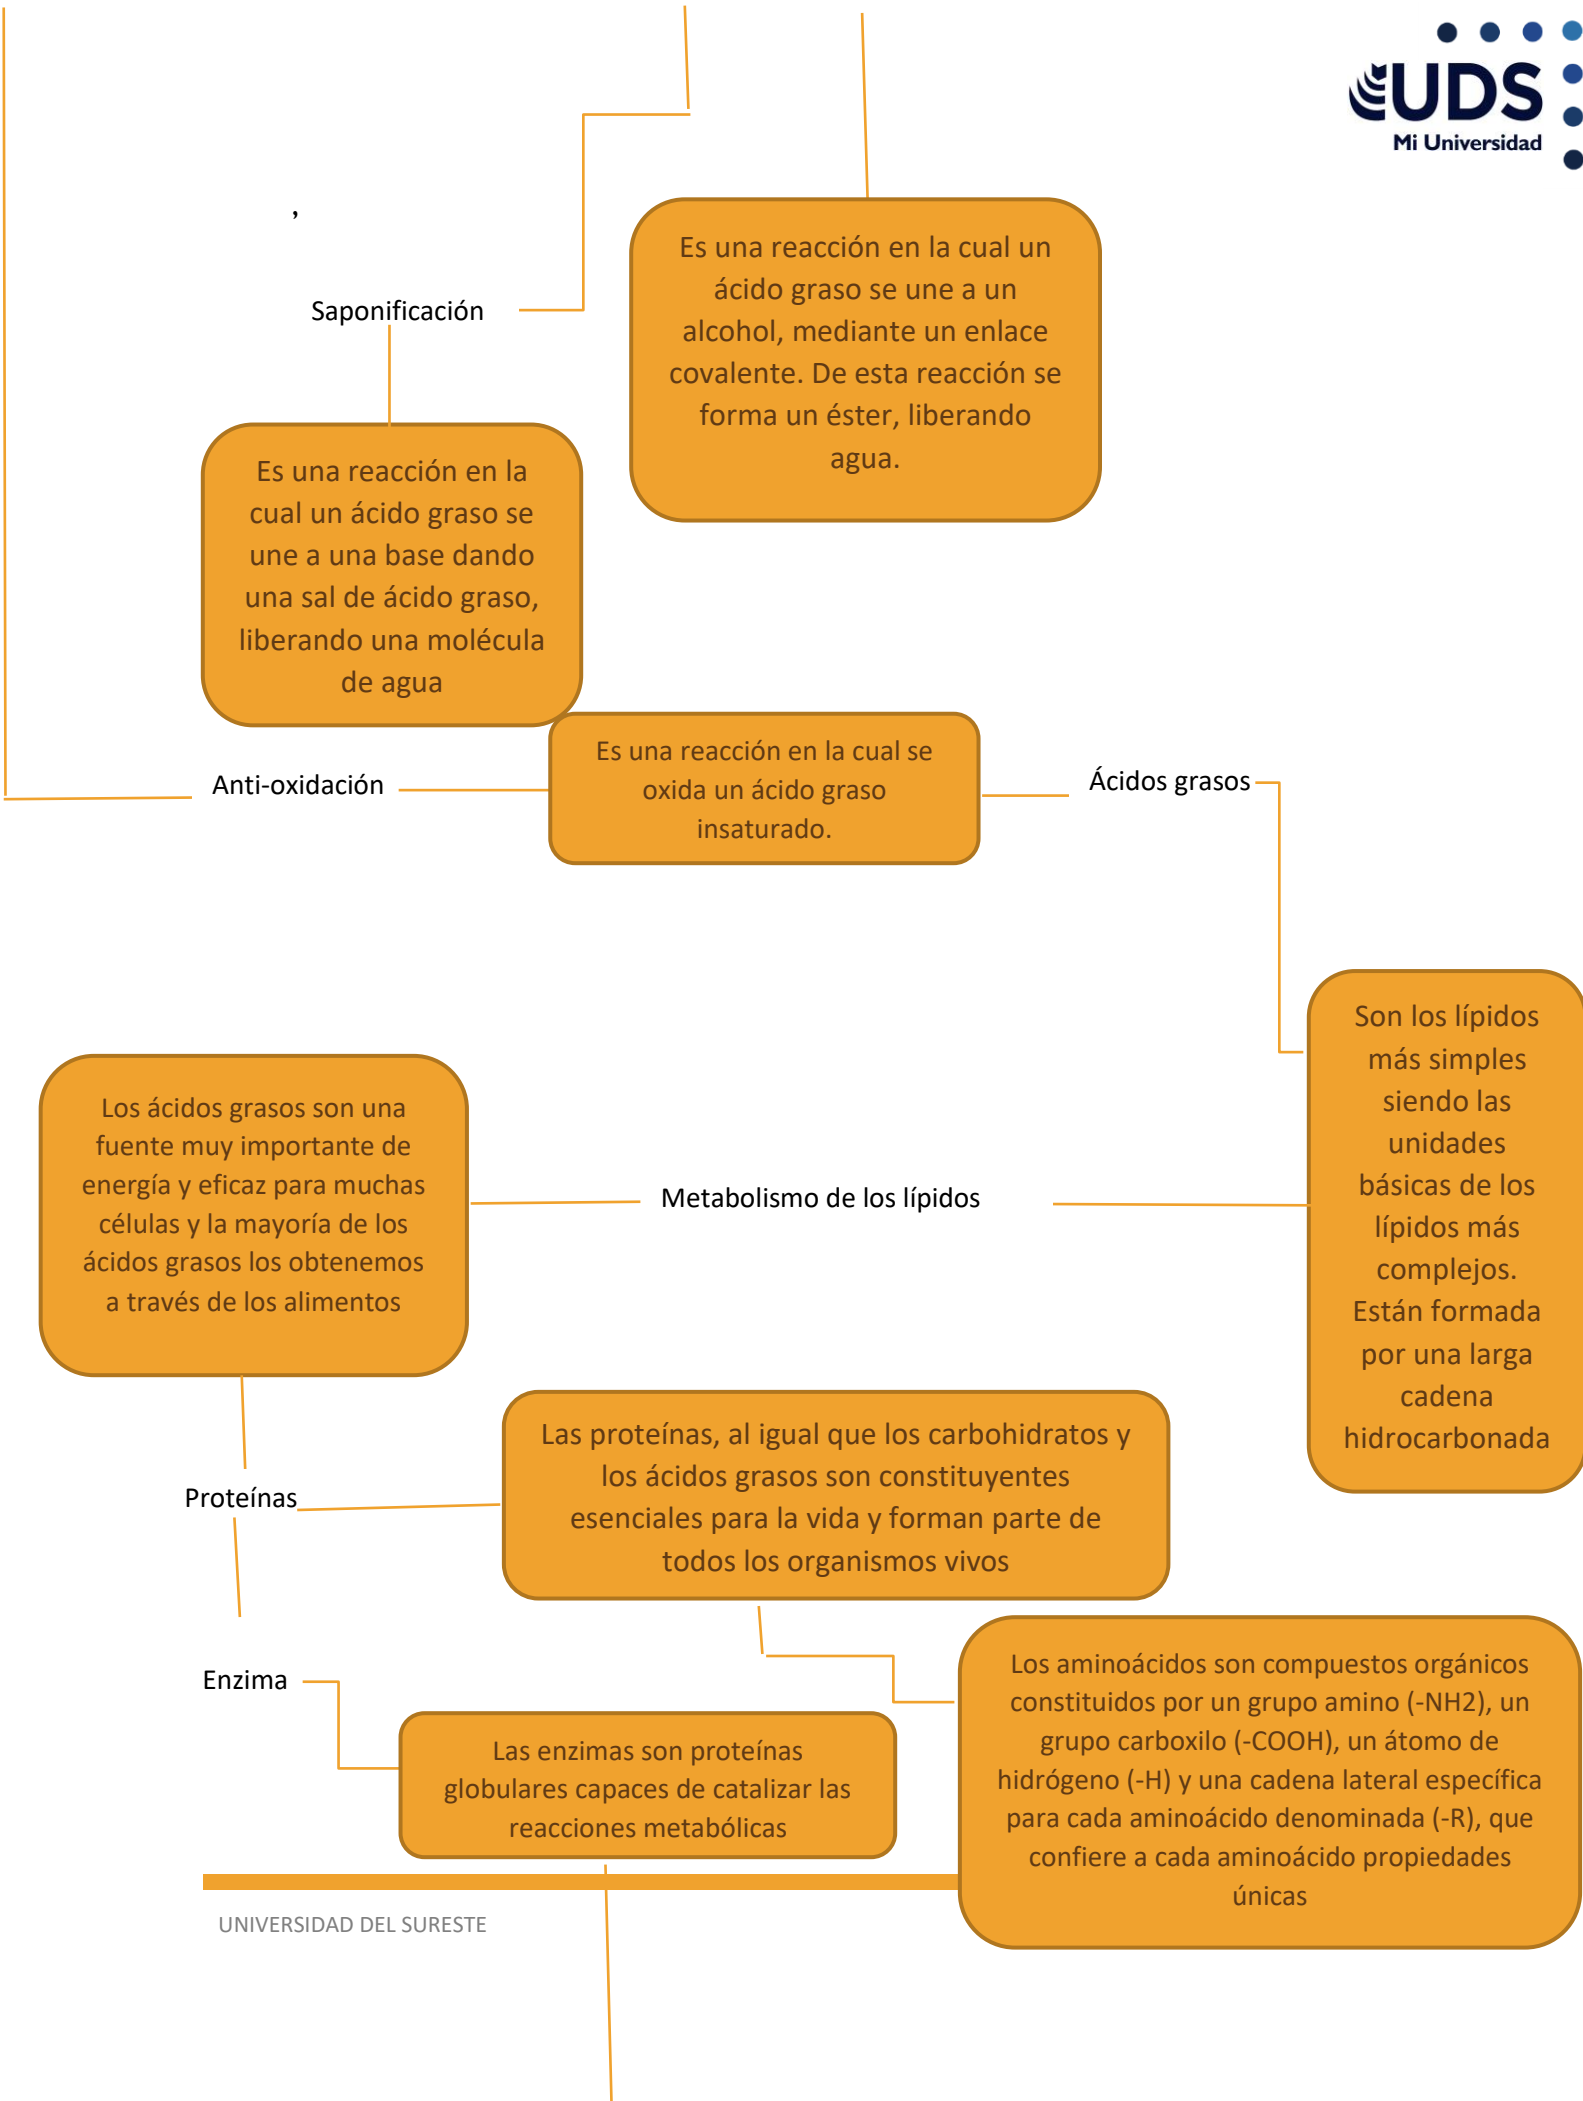 UDS
Mi Universidad
,
Es una reacción en la cual un
ácido graso se une a un
alcohol, mediante un enlace
covalente. De esta reacción se
forma un éster, liberando
agua.
Saponificación
Es una reacción en la
cual un ácido graso se
une a una base dando
una sal de ácido graso,
liberando una molécula
de agua
Anti-oxidación
Es una reacción en la cual se
oxida un ácido graso
insaturado.
Ácidos grasos
Son los lípidos
más simples
siendo las
unidades
básicas de los
lípidos más
complejos.
Están formada
por una larga
cadena
hidrocarbonada
Metabolismo de los lípidos
Los ácidos grasos son una
fuente muy importante de
energía y eficaz para muchas
células y la mayoría de los
ácidos grasos los obtenemos
a través de los alimentos
Proteínas
Las proteínas, al igual que los carbohidratos y
los ácidos grasos son constituyentes
esenciales para la vida y forman parte de
todos los organismos vivos
Los aminoácidos son compuestos orgánicos
constituidos por un grupo amino (-NH2), un
grupo carboxilo (-COOH), un átomo de
hidrógeno (-H) y una cadena lateral específica
para cada aminoácido denominada (-R), que
confiere a cada aminoácido propiedades
únicas
Enzima
Las enzimas son proteínas
globulares capaces de catalizar las
reacciones metabólicas
UNIVERSIDAD DEL SURESTE